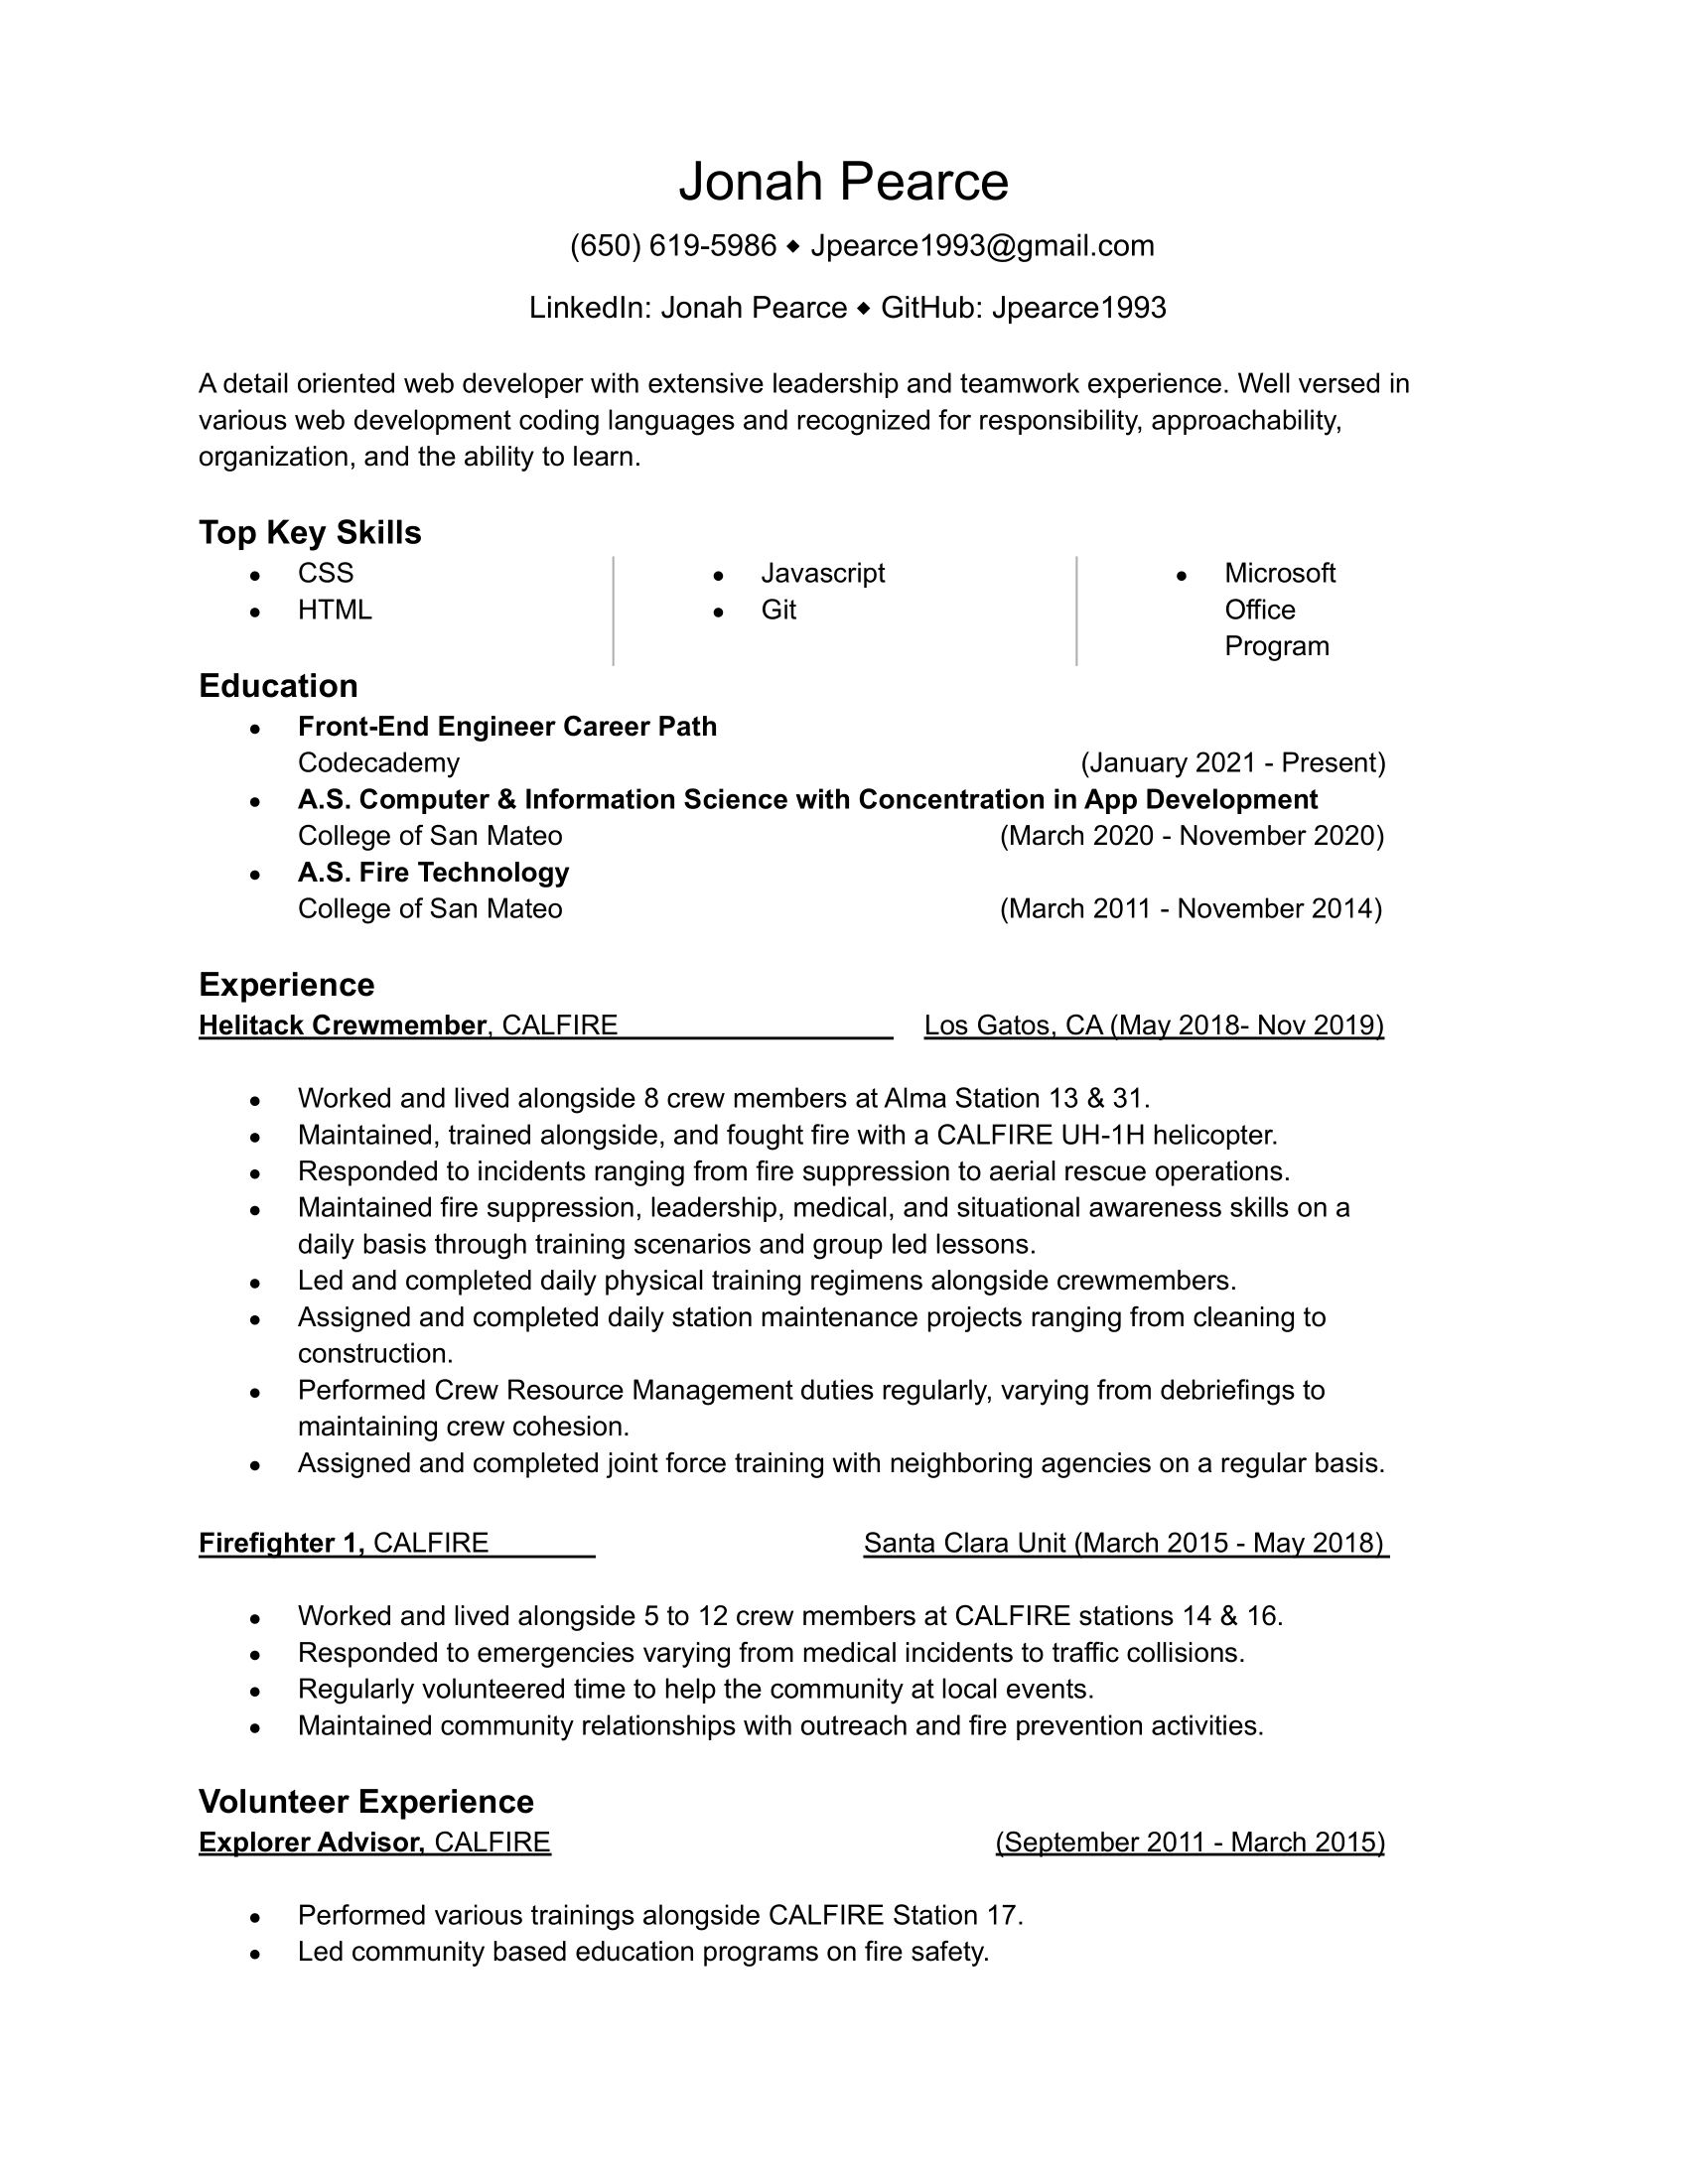 Jonah Pearce
(650) 619-5986 ⬥ Jpearce1993@gmail.com
LinkedIn: Jonah Pearce ⬥ GitHub: Jpearce1993
A detail oriented web developer with extensive leadership and teamwork experience. Well versed in
various web development coding languages and recognized for responsibility, approachability,
organization, and the ability to learn.
Top Key Skills
● CSS
● HTML
● Javascript
● Git
● Microsoft
Office
Program
Education
● Front-End Engineer Career Path
Codecademy (January 2021 - Present)
● A.S. Computer & Information Science with Concentration in App Development
College of San Mateo (March 2020 - November 2020)
● A.S. Fire Technology
College of San Mateo (March 2011 - November 2014)
Experience
Helitack Crewmember, CALFIRE Los Gatos, CA (May 2018- Nov 2019)
● Worked and lived alongside 8 crew members at Alma Station 13 & 31.
● Maintained, trained alongside, and fought fire with a CALFIRE UH-1H helicopter.
● Responded to incidents ranging from fire suppression to aerial rescue operations.
● Maintained fire suppression, leadership, medical, and situational awareness skills on a
daily basis through training scenarios and group led lessons.
● Led and completed daily physical training regimens alongside crewmembers.
● Assigned and completed daily station maintenance projects ranging from cleaning to
construction.
● Performed Crew Resource Management duties regularly, varying from debriefings to
maintaining crew cohesion.
● Assigned and completed joint force training with neighboring agencies on a regular basis.
Firefighter 1, CALFIRE Santa Clara Unit (March 2015 - May 2018)
● Worked and lived alongside 5 to 12 crew members at CALFIRE stations 14 & 16.
● Responded to emergencies varying from medical incidents to traffic collisions.
● Regularly volunteered time to help the community at local events.
● Maintained community relationships with outreach and fire prevention activities.
Volunteer Experience
Explorer Advisor, CALFIRE (September 2011 - March 2015)
● Performed various trainings alongside CALFIRE Station 17.
● Led community based education programs on fire safety.